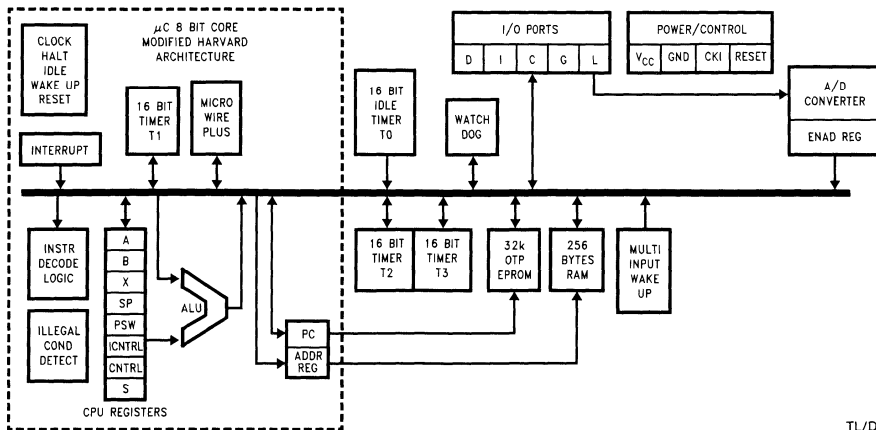 μC 8 BIT CORE
MODIFIED HARVARD
ARCHITECTURE
CLOCK
HALT
IDLE
WAKE UP
RESET
INTERRUPT
16 BIT
TIMER
T1
MICRO
WIRE
PLUS
16 BIT
IDLE
TIMER
T0
WATCH
DOG
I/O PORTS
D I C G L
POWER/CONTROL
VCC GND CKI RESET
A/D
CONVERTER
ENAD REG
INSTR
DECODE
LOGIC
ILLEGAL
COND
DETECT
A
B
X
SP
PSW
ICNTRL
CNTRL
S
CPU REGISTERS
ALU
PC
ADDR
REG
16 BIT
TIMER
T2
16 BIT
TIMER
T3
32k
OTP
EPROM
256
BYTES
RAM
MULTI
INPUT
WAKE
UP
TL/D